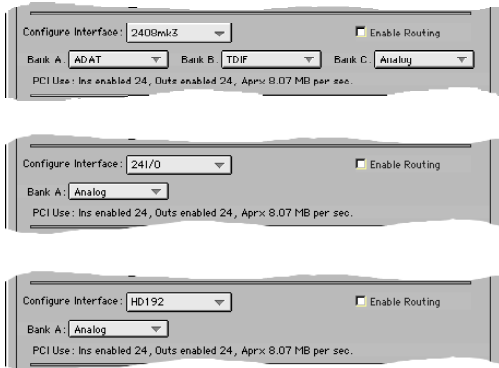 Configure Interface: 2408mk3 Enable Routing
Bank A: ADAT Bank B: TDIF Bank C: Analog
PCI Use: Ins enabled 24, Outs enabled 24, Aprx 8.07 MB per sec.
Configure Interface: 24I/O Enable Routing
Bank A: Analog
PCI Use: Ins enabled 24, Outs enabled 24, Aprx 8.07 MB per sec.
Configure Interface: HD192 Enable Routing
Bank A: Analog
PCI Use: Ins enabled 24, Outs enabled 24, Aprx 8.07 MB per sec.